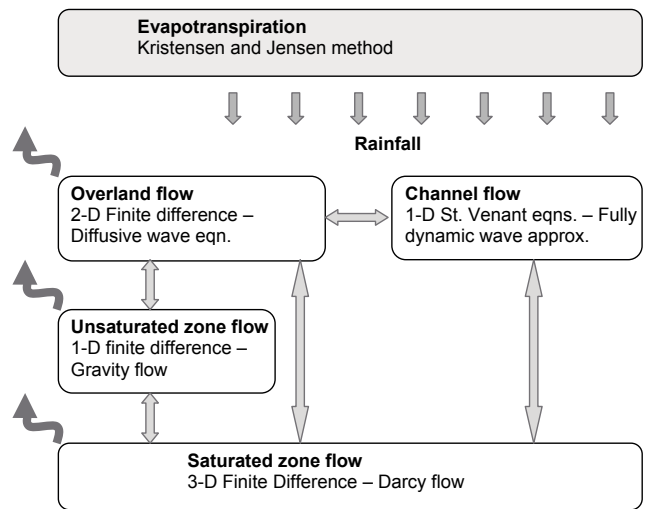 Evapotranspiration
Kristensen and Jensen method
Rainfall
Overland flow
2-D Finite difference –
Diffusive wave eqn.
Channel flow
1-D St. Venant eqns. – Fully
dynamic wave approx.
Unsaturated zone flow
1-D finite difference –
Gravity flow
Saturated zone flow
3-D Finite Difference – Darcy flow